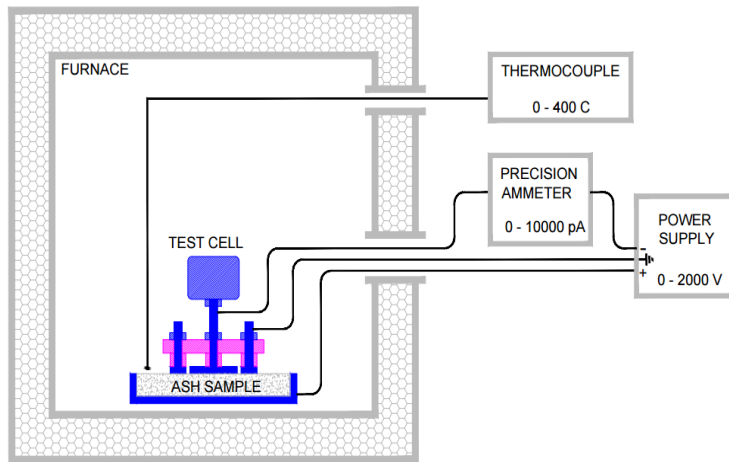 FURNACE
THERMOCOUPLE
0 - 400 C
PRECISION
AMMETER
0 - 10000 pA
POWER
SUPPLY
0 - 2000 V
-
+
TEST CELL
ASH SAMPLE